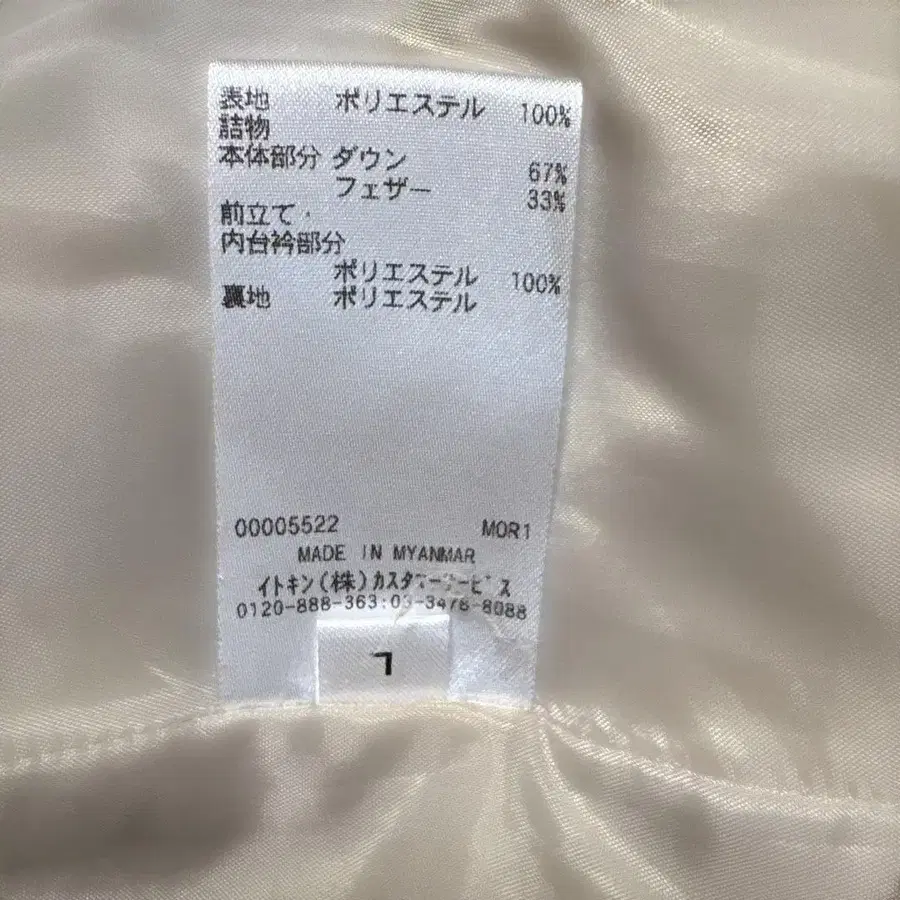 表地 ポリエステル 100%
詰物
本体部分 ダウン 67%
フェザー 33%
前立て・
内台衿部分
ポリエステル 100%
裏地 ポリエステル
00005522 MOR1
MADE IN MYANMAR
イトキン(株)カスタマーサービス
0120-888-363:03-3478-8088
L